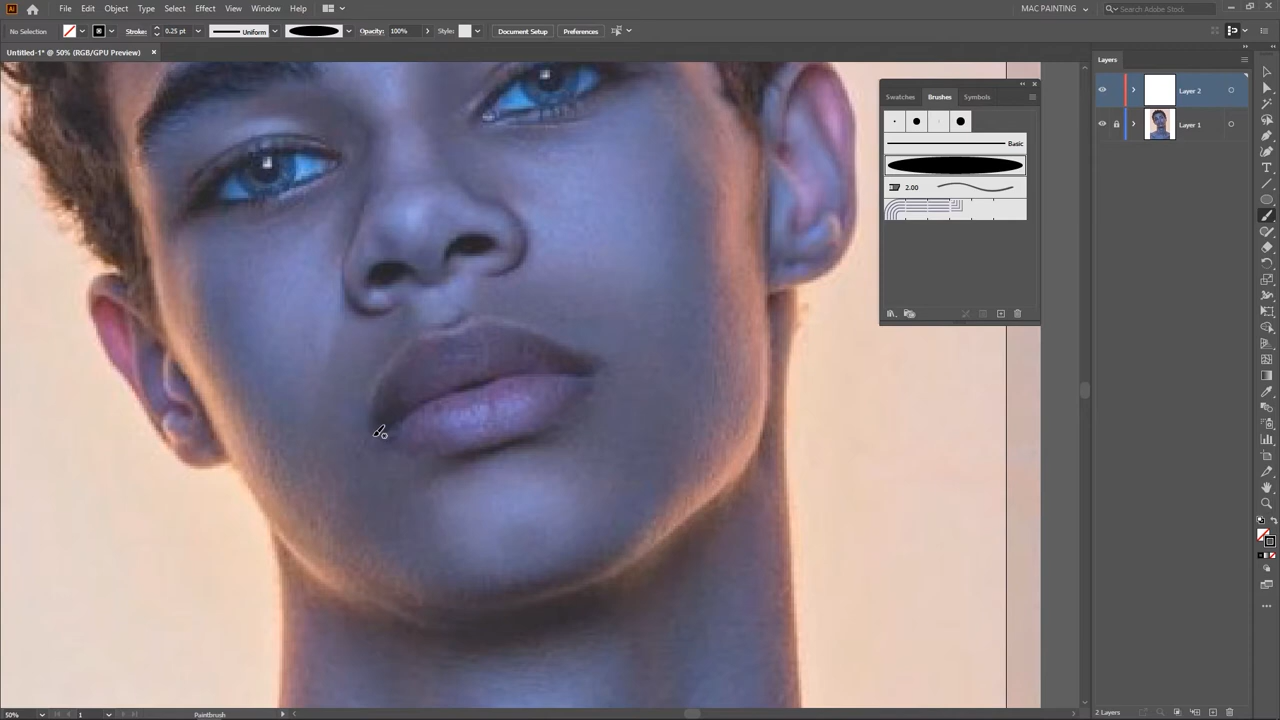 Ai File Edit Object Type Select Effect View Window Help MAC PAINTING Search Adobe Stock
No Selection Stroke: 0.25 pt Uniform Opacity: 100% Style: Document Setup Preferences
Untitled-1* @ 50% (RGB/GPU Preview) ×
Layers
Layer 2
Layer 1
Swatches Brushes Symbols
Basic
2.00
50% 1 Paintbrush 2 Layers